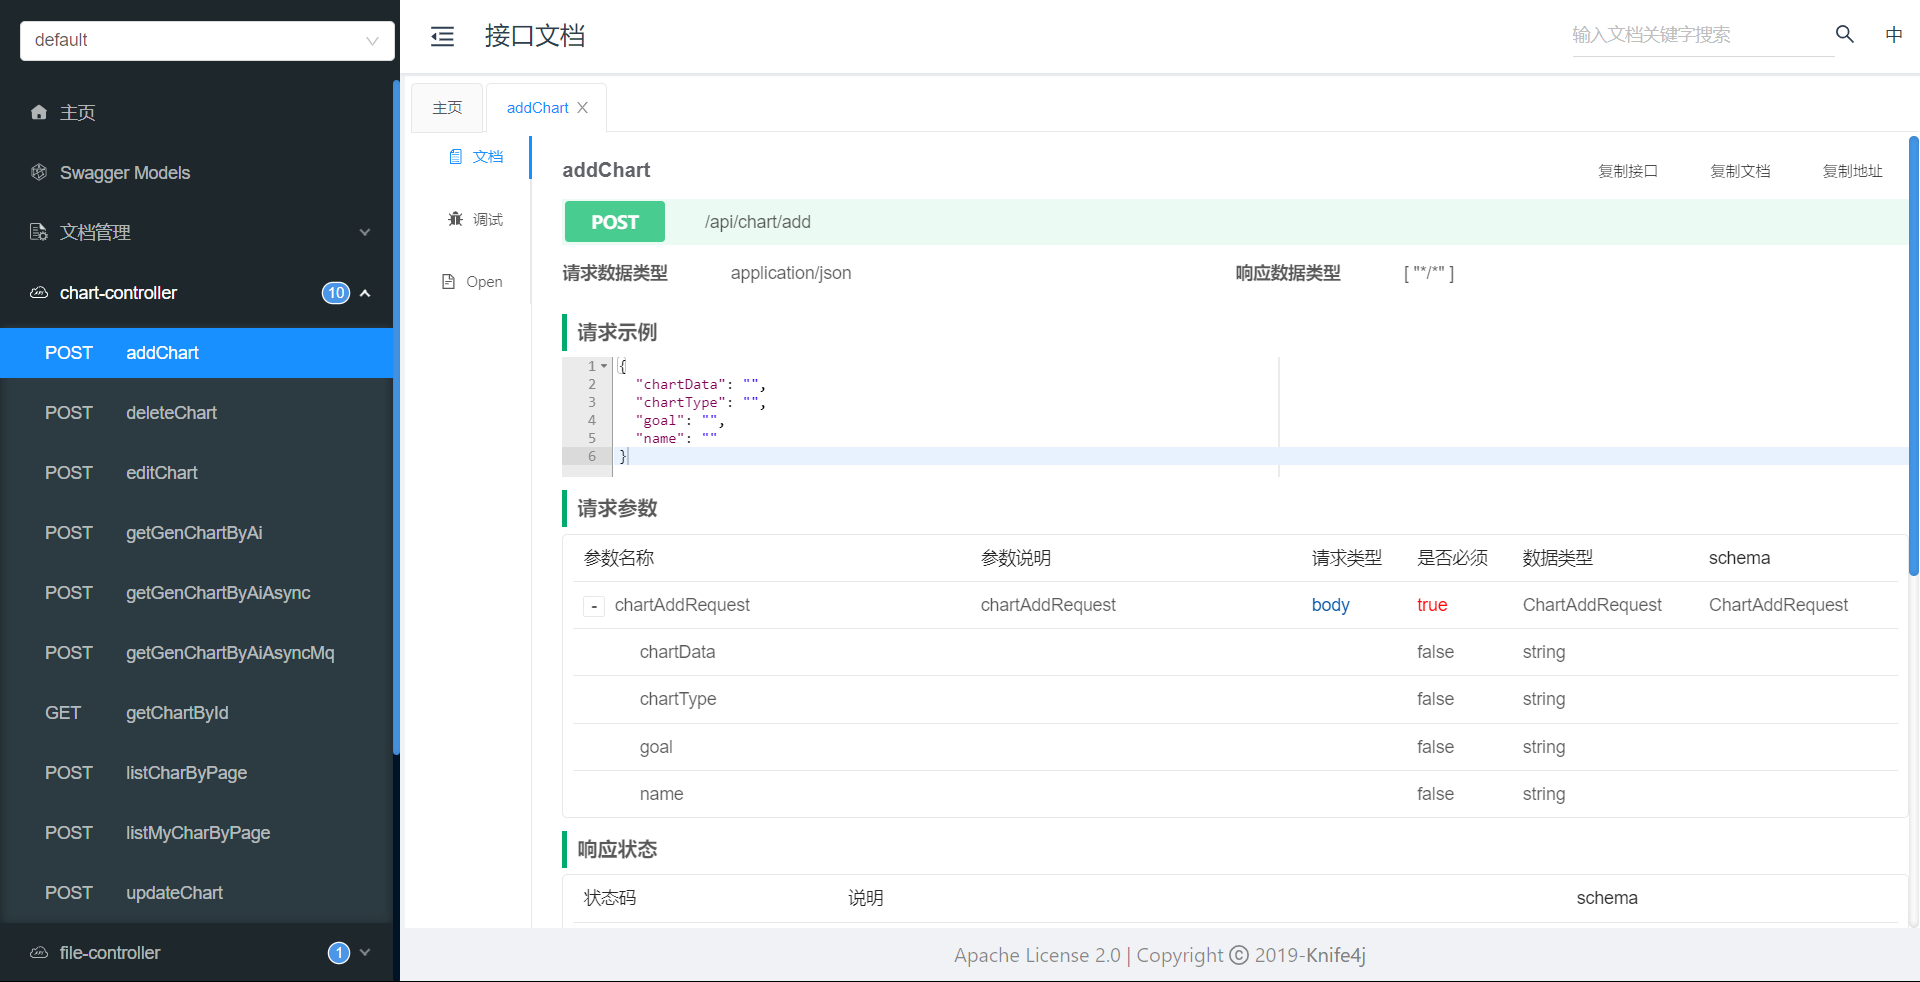 default
主页
Swagger Models
文档管理
chart-controller 10
POST addChart
POST deleteChart
POST editChart
POST getGenChartByAi
POST getGenChartByAiAsync
POST getGenChartByAiAsyncMq
GET getChartById
POST listCharByPage
POST listMyCharByPage
POST updateChart
file-controller 1
接口文档
输入文档关键字搜索
中
主页 addChart
文档
调试
Open
addChart 复制接口 复制文档 复制地址
POST /api/chart/add
请求数据类型 application/json 响应数据类型 [ "*/*" ]
请求示例
1 {
2 "chartData": "",
3 "chartType": "",
4 "goal": "",
5 "name": ""
6 }
请求参数
参数名称 参数说明 请求类型 是否必须 数据类型 schema
- chartAddRequest chartAddRequest body true ChartAddRequest ChartAddRequest
chartData false string
chartType false string
goal false string
name false string
响应状态
状态码 说明 schema
Apache License 2.0 | Copyright © 2019-Knife4j